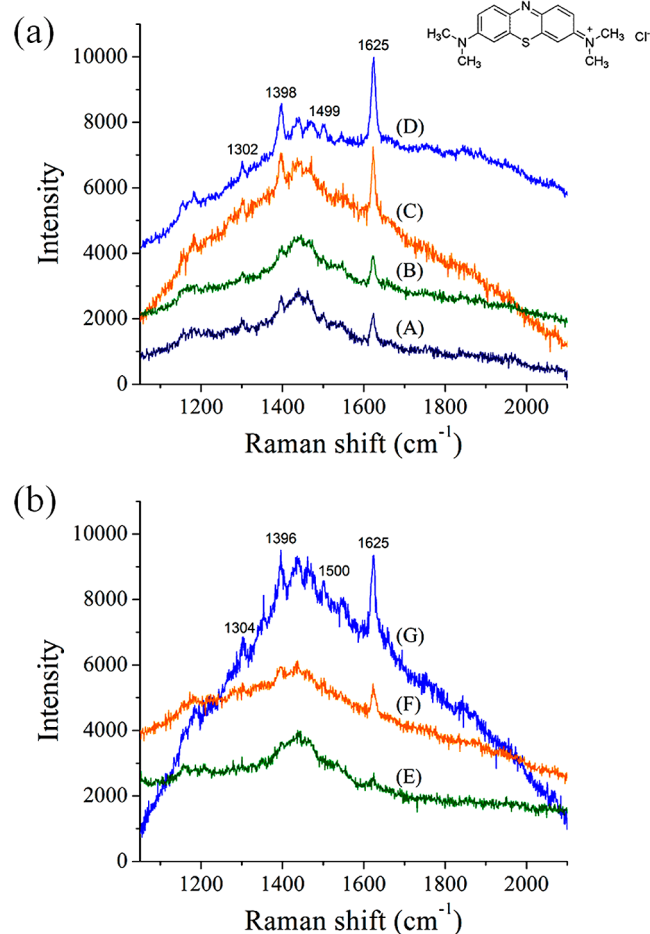 (a)
H₃C
N
CH₃
N
S
N
+
CH₃
CH₃
Cl⁻
10000
8000
6000
4000
2000
0
Intensity
1302
1398
1499
1625
(D)
(C)
(B)
(A)
1200 1400 1600 1800 2000
Raman shift (cm⁻¹)
(b)
10000
8000
6000
4000
2000
0
Intensity
1304
1396
1500
1625
(G)
(F)
(E)
1200 1400 1600 1800 2000
Raman shift (cm⁻¹)